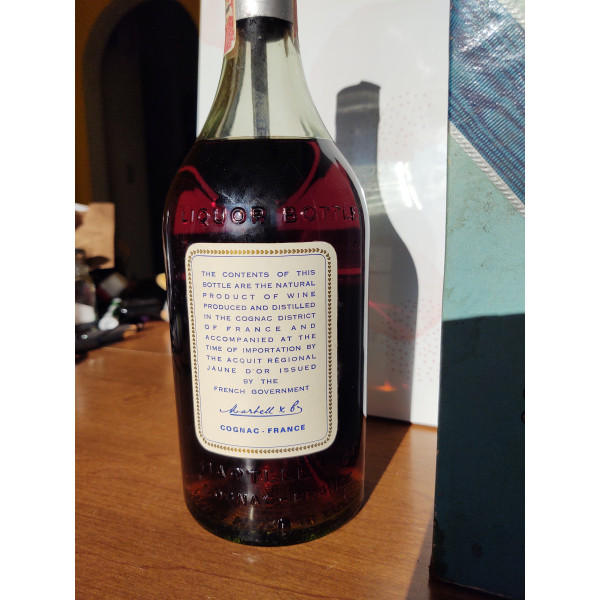 LIQUOR BOTTLE
THE CONTENTS OF THIS
BOTTLE ARE THE NATURAL
PRODUCT OF WINE
PRODUCED AND DISTILLED
IN THE COGNAC DISTRICT
OF FRANCE AND
ACCOMPANIED AT THE
TIME OF IMPORTATION BY
THE ACQUIT RÉGIONAL
JAUNE D'OR ISSUED
BY THE
FRENCH GOVERNMENT
Martell & Co
COGNAC - FRANCE
MARTELL